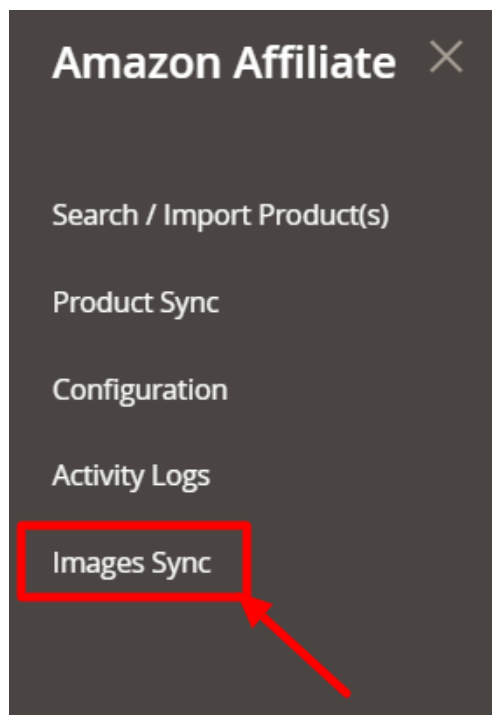 Amazon Affiliate
Search / Import Product(s)
Product Sync
Configuration
Activity Logs
Images Sync